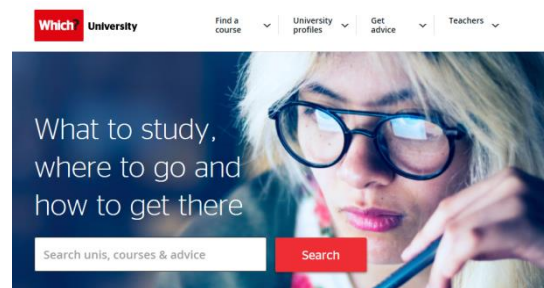 Which? University
Find a
course
University
profiles
Get
advice
Teachers
What to study,
where to go and
how to get there
Search unis, courses & advice
Search